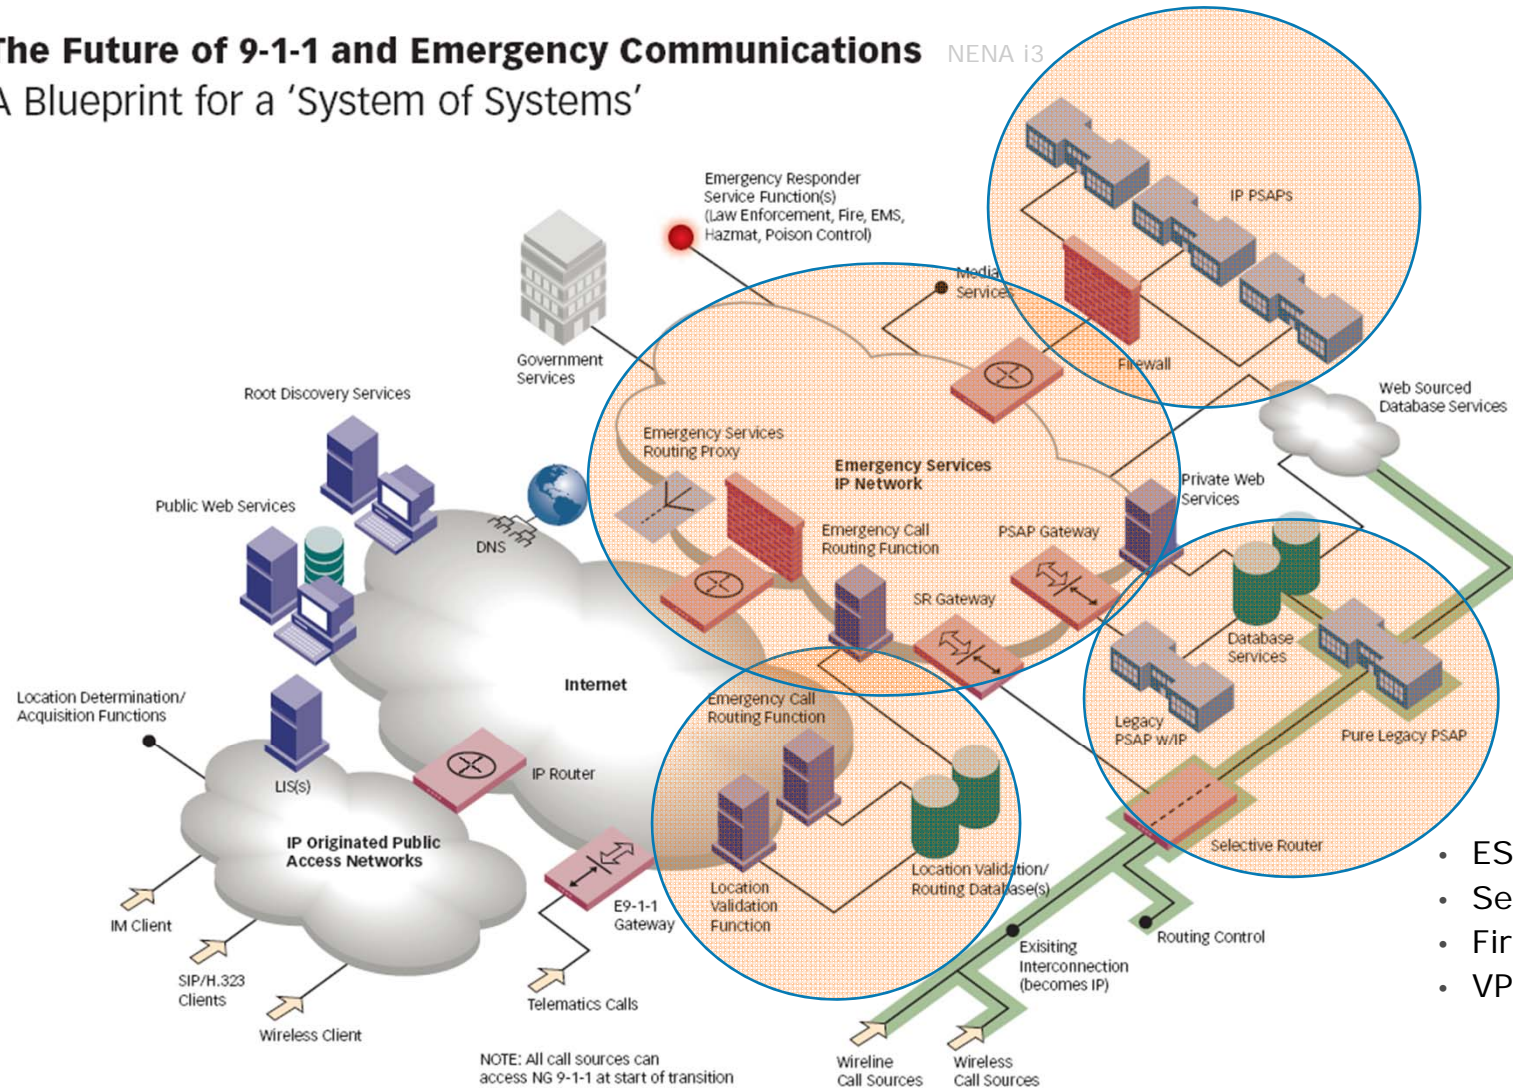 The Future of 9-1-1 and Emergency Communications
NENA i3
A Blueprint for a ‘System of Systems’
Emergency Responder
Service Function(s)
(Law Enforcement, Fire, EMS,
Hazmat, Poison Control)
IP PSAPs
Media
Services
Government
Services
Firewall
Root Discovery Services
Web Sourced
Database Services
Emergency Services
Routing Proxy
Emergency Services
IP Network
Private Web
Services
Public Web Services
DNS
Emergency Call
Routing Function
PSAP Gateway
SR Gateway
Database
Services
Internet
Location Determination/
Acquisition Functions
Emergency Call
Routing Function
Legacy
PSAP w/IP
Pure Legacy PSAP
LIS(s)
IP Router
IP Originated Public
Access Networks
Selective Router
Location Validation/
Routing Database(s)
Location
Validation
Function
E9-1-1
Gateway
IM Client
Exisiting
Interconnection
(becomes IP)
Routing Control
SIP/H.323
Clients
Telematics Calls
Wireless Client
NOTE: All call sources can
access NG 9-1-1 at start of transition
Wireline
Call Sources
Wireless
Call Sources
• ES
• Se
• Fir
• VP